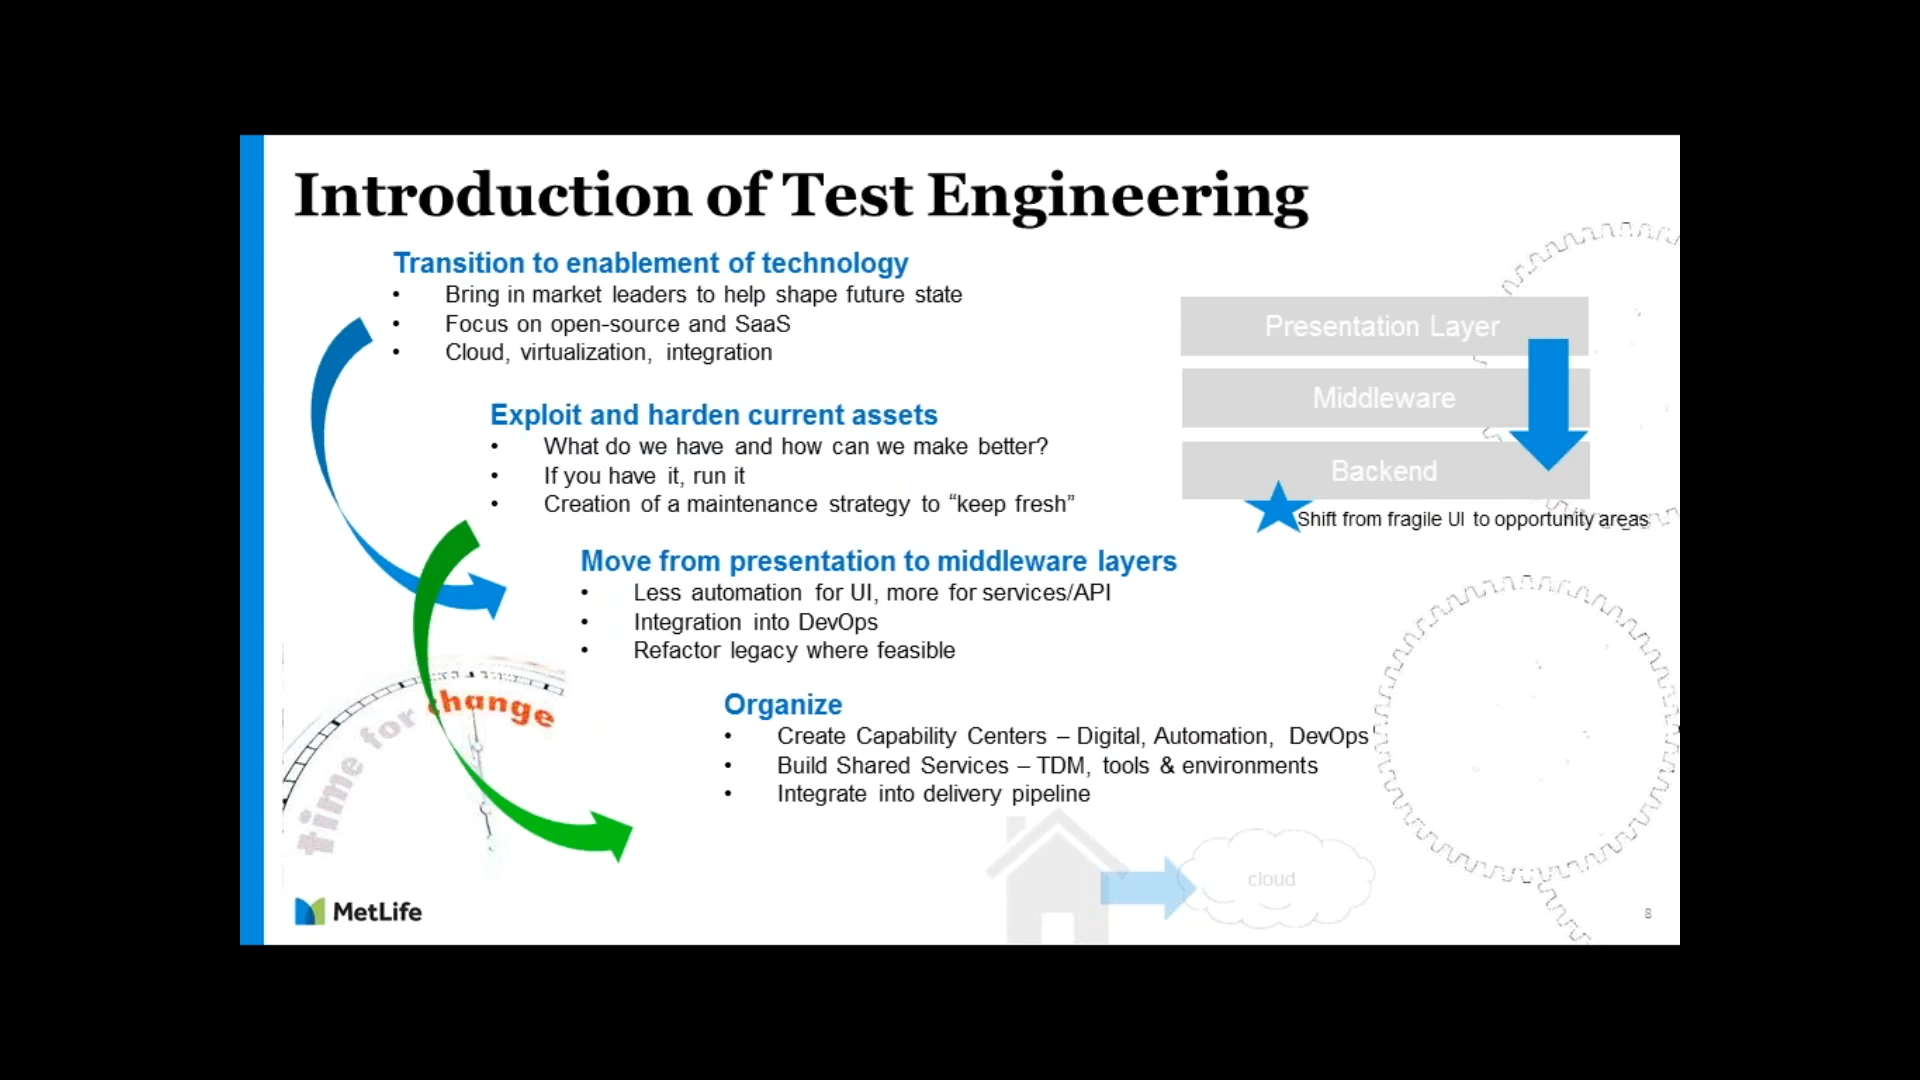 Introduction of Test Engineering
Transition to enablement of technology
• Bring in market leaders to help shape future state
• Focus on open-source and SaaS
• Cloud, virtualization, integration
Exploit and harden current assets
• What do we have and how can we make better?
• If you have it, run it
• Creation of a maintenance strategy to “keep fresh”
Move from presentation to middleware layers
• Less automation for UI, more for services/API
• Integration into DevOps
• Refactor legacy where feasible
Organize
• Create Capability Centers – Digital, Automation, DevOps
• Build Shared Services – TDM, tools & environments
• Integrate into delivery pipeline
Presentation Layer
Middleware
Backend
Shift from fragile UI to opportunity areas
time for change
cloud
MetLife
8